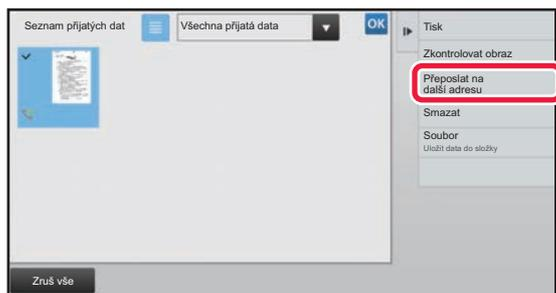 Seznam přijatých dat
Všechna přijatá data
OK
Tisk
Zkontrolovat obraz
Přeposlat na
další adresu
Smazat
Soubor
Uložit data do složky
Zruš vše